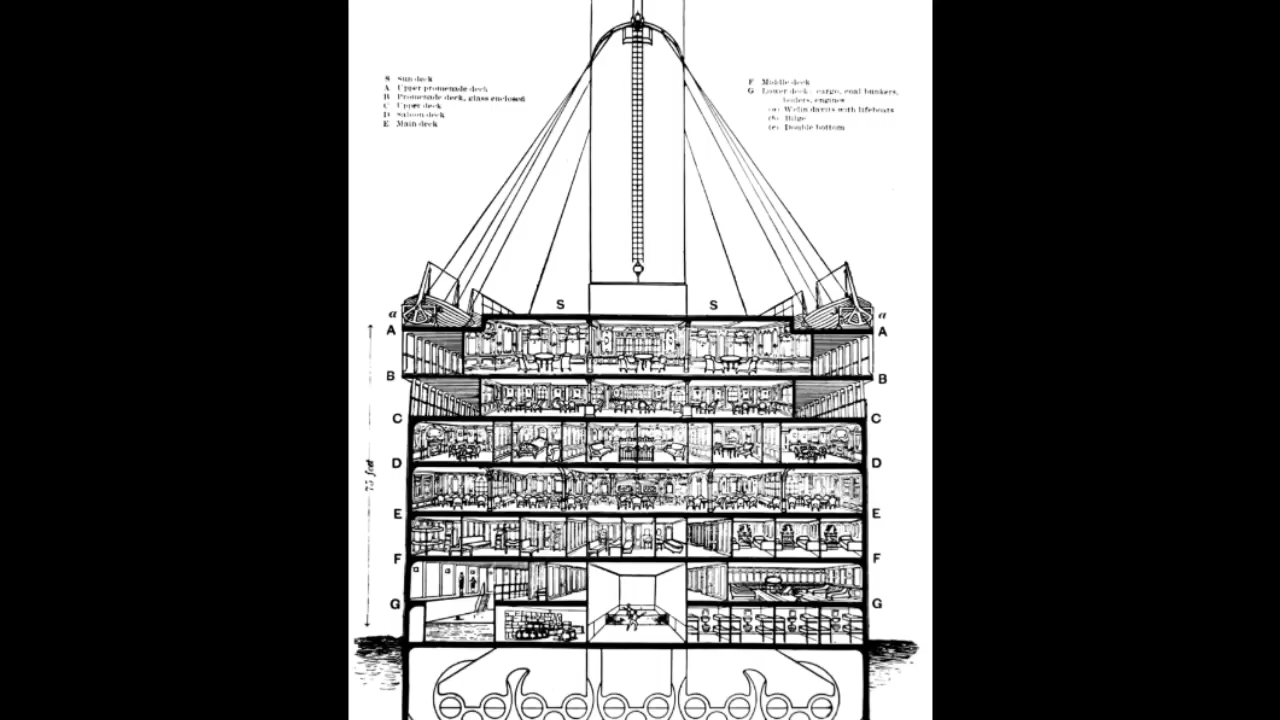 S Sun deck
A Upper promenade deck
B Promenade deck, glass enclosed
C Upper deck
D Saloon deck
E Main deck
F Middle deck
G Lower deck: cargo, coal bunkers,
boilers, engines
(a) Welin davits with lifeboats
(b) Bilge
(c) Double bottom
S S
a a
A A
B B
C C
D D
75 feet
E E
F F
G G